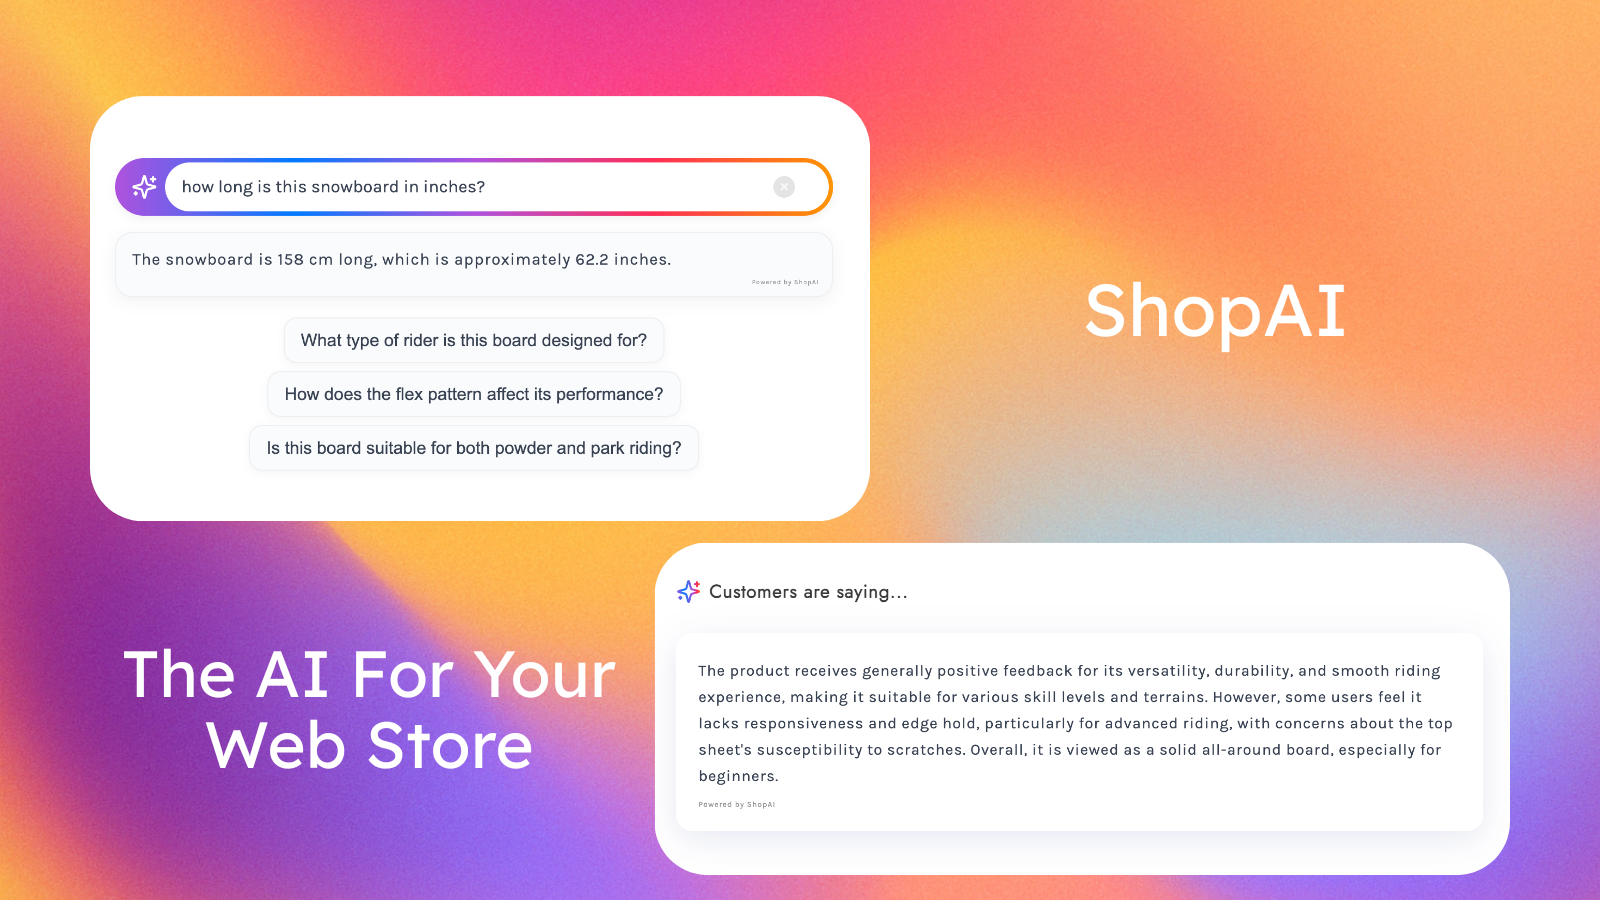 how long is this snowboard in inches?
The snowboard is 158 cm long, which is approximately 62.2 inches.
Powered by ShopAI
What type of rider is this board designed for?
How does the flex pattern affect its performance?
Is this board suitable for both powder and park riding?
ShopAI
The AI For Your
Web Store
Customers are saying...
The product receives generally positive feedback for its versatility, durability, and smooth riding
experience, making it suitable for various skill levels and terrains. However, some users feel it
lacks responsiveness and edge hold, particularly for advanced riding, with concerns about the top
sheet's susceptibility to scratches. Overall, it is viewed as a solid all-around board, especially for
beginners.
Powered by ShopAI